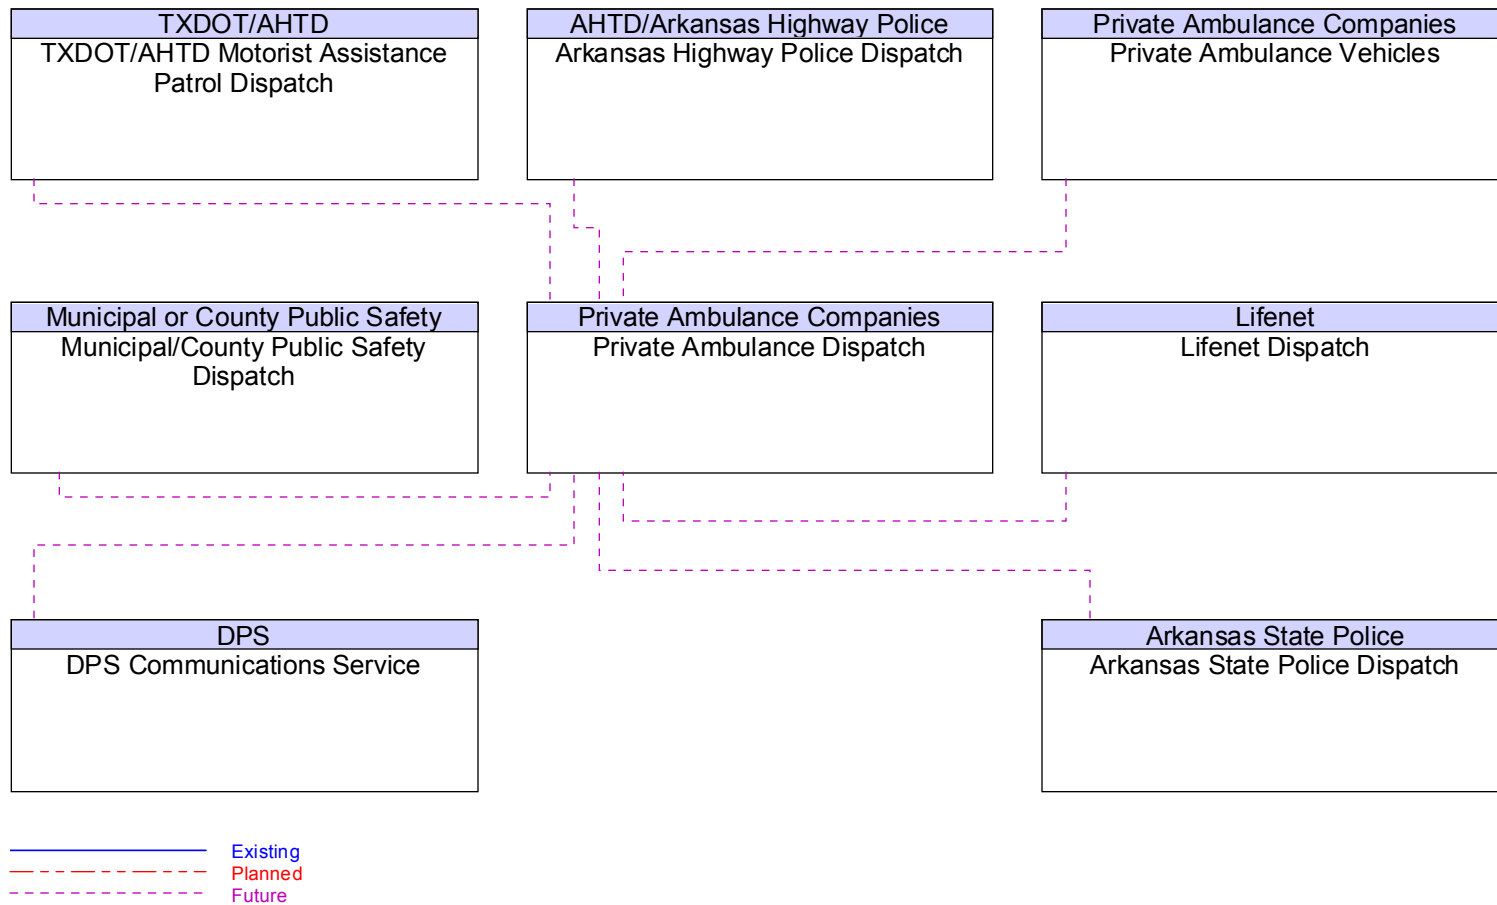 TXDOT/AHTD
TXDOT/AHTD Motorist Assistance
Patrol Dispatch
AHTD/Arkansas Highway Police
Arkansas Highway Police Dispatch
Private Ambulance Companies
Private Ambulance Vehicles
Municipal or County Public Safety
Municipal/County Public Safety
Dispatch
Private Ambulance Companies
Private Ambulance Dispatch
Lifenet
Lifenet Dispatch
DPS
DPS Communications Service
Arkansas State Police
Arkansas State Police Dispatch
Existing
Planned
Future